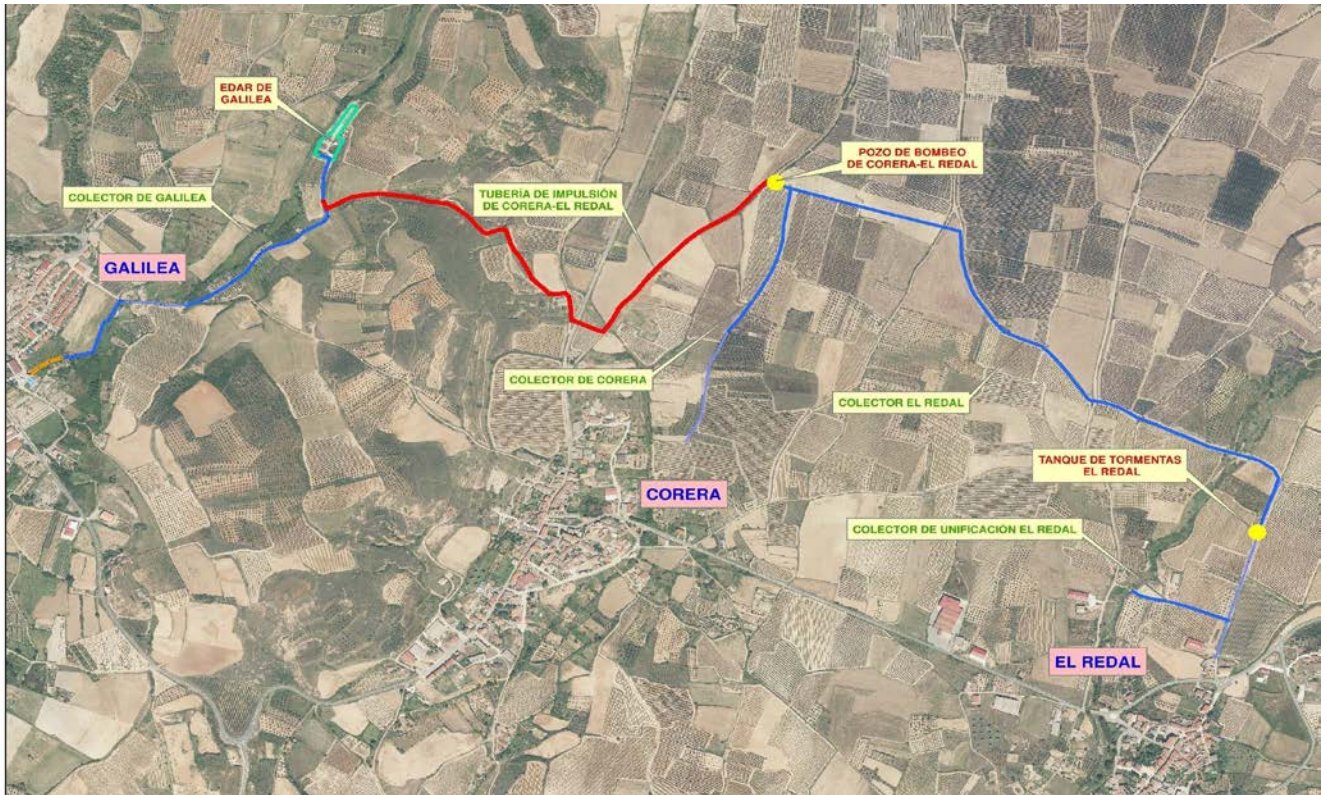 EDAR DE
GALILEA
POZO DE BOMBEO
DE CORERA-EL REDAL
COLECTOR DE GALILEA
TUBERÍA DE IMPULSIÓN
DE CORERA-EL REDAL
GALILEA
COLECTOR DE CORERA
COLECTOR EL REDAL
TANQUE DE TORMENTAS
EL REDAL
CORERA
COLECTOR DE UNIFICACIÓN EL REDAL
EL REDAL